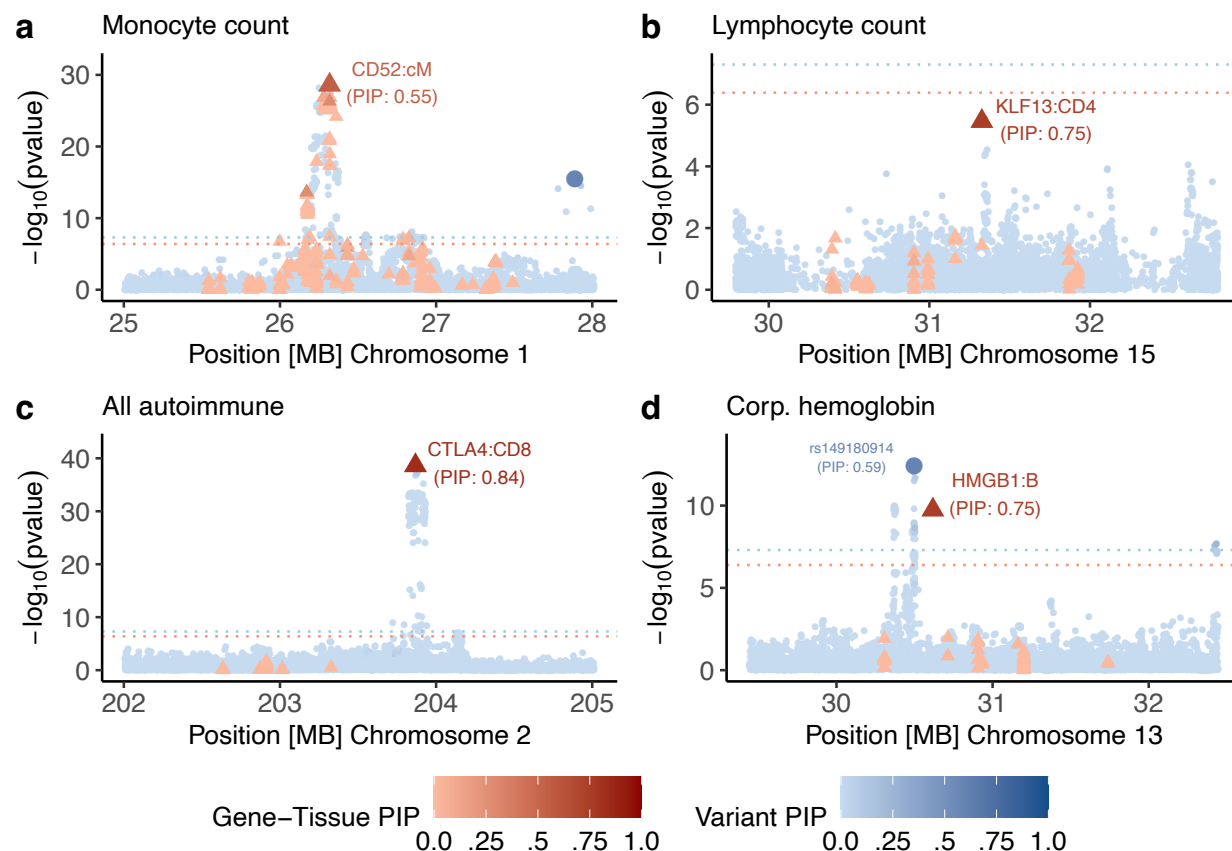 a Monocyte count
−log10(pvalue)
30
20
10
0
CD52:cM
(PIP: 0.55)
25 26 27 28
Position [MB] Chromosome 1
b Lymphocyte count
−log10(pvalue)
6
4
2
0
KLF13:CD4
(PIP: 0.75)
30 31 32
Position [MB] Chromosome 15
c All autoimmune
−log10(pvalue)
40
30
20
10
0
CTLA4:CD8
(PIP: 0.84)
202 203 204 205
Position [MB] Chromosome 2
d Corp. hemoglobin
−log10(pvalue)
10
5
0
rs149180914
(PIP: 0.59)
HMGB1:B
(PIP: 0.75)
30 31 32
Position [MB] Chromosome 13
Gene−Tissue PIP
0.0 .25 .5 .75 1.0
Variant PIP
0.0 .25 .5 .75 1.0